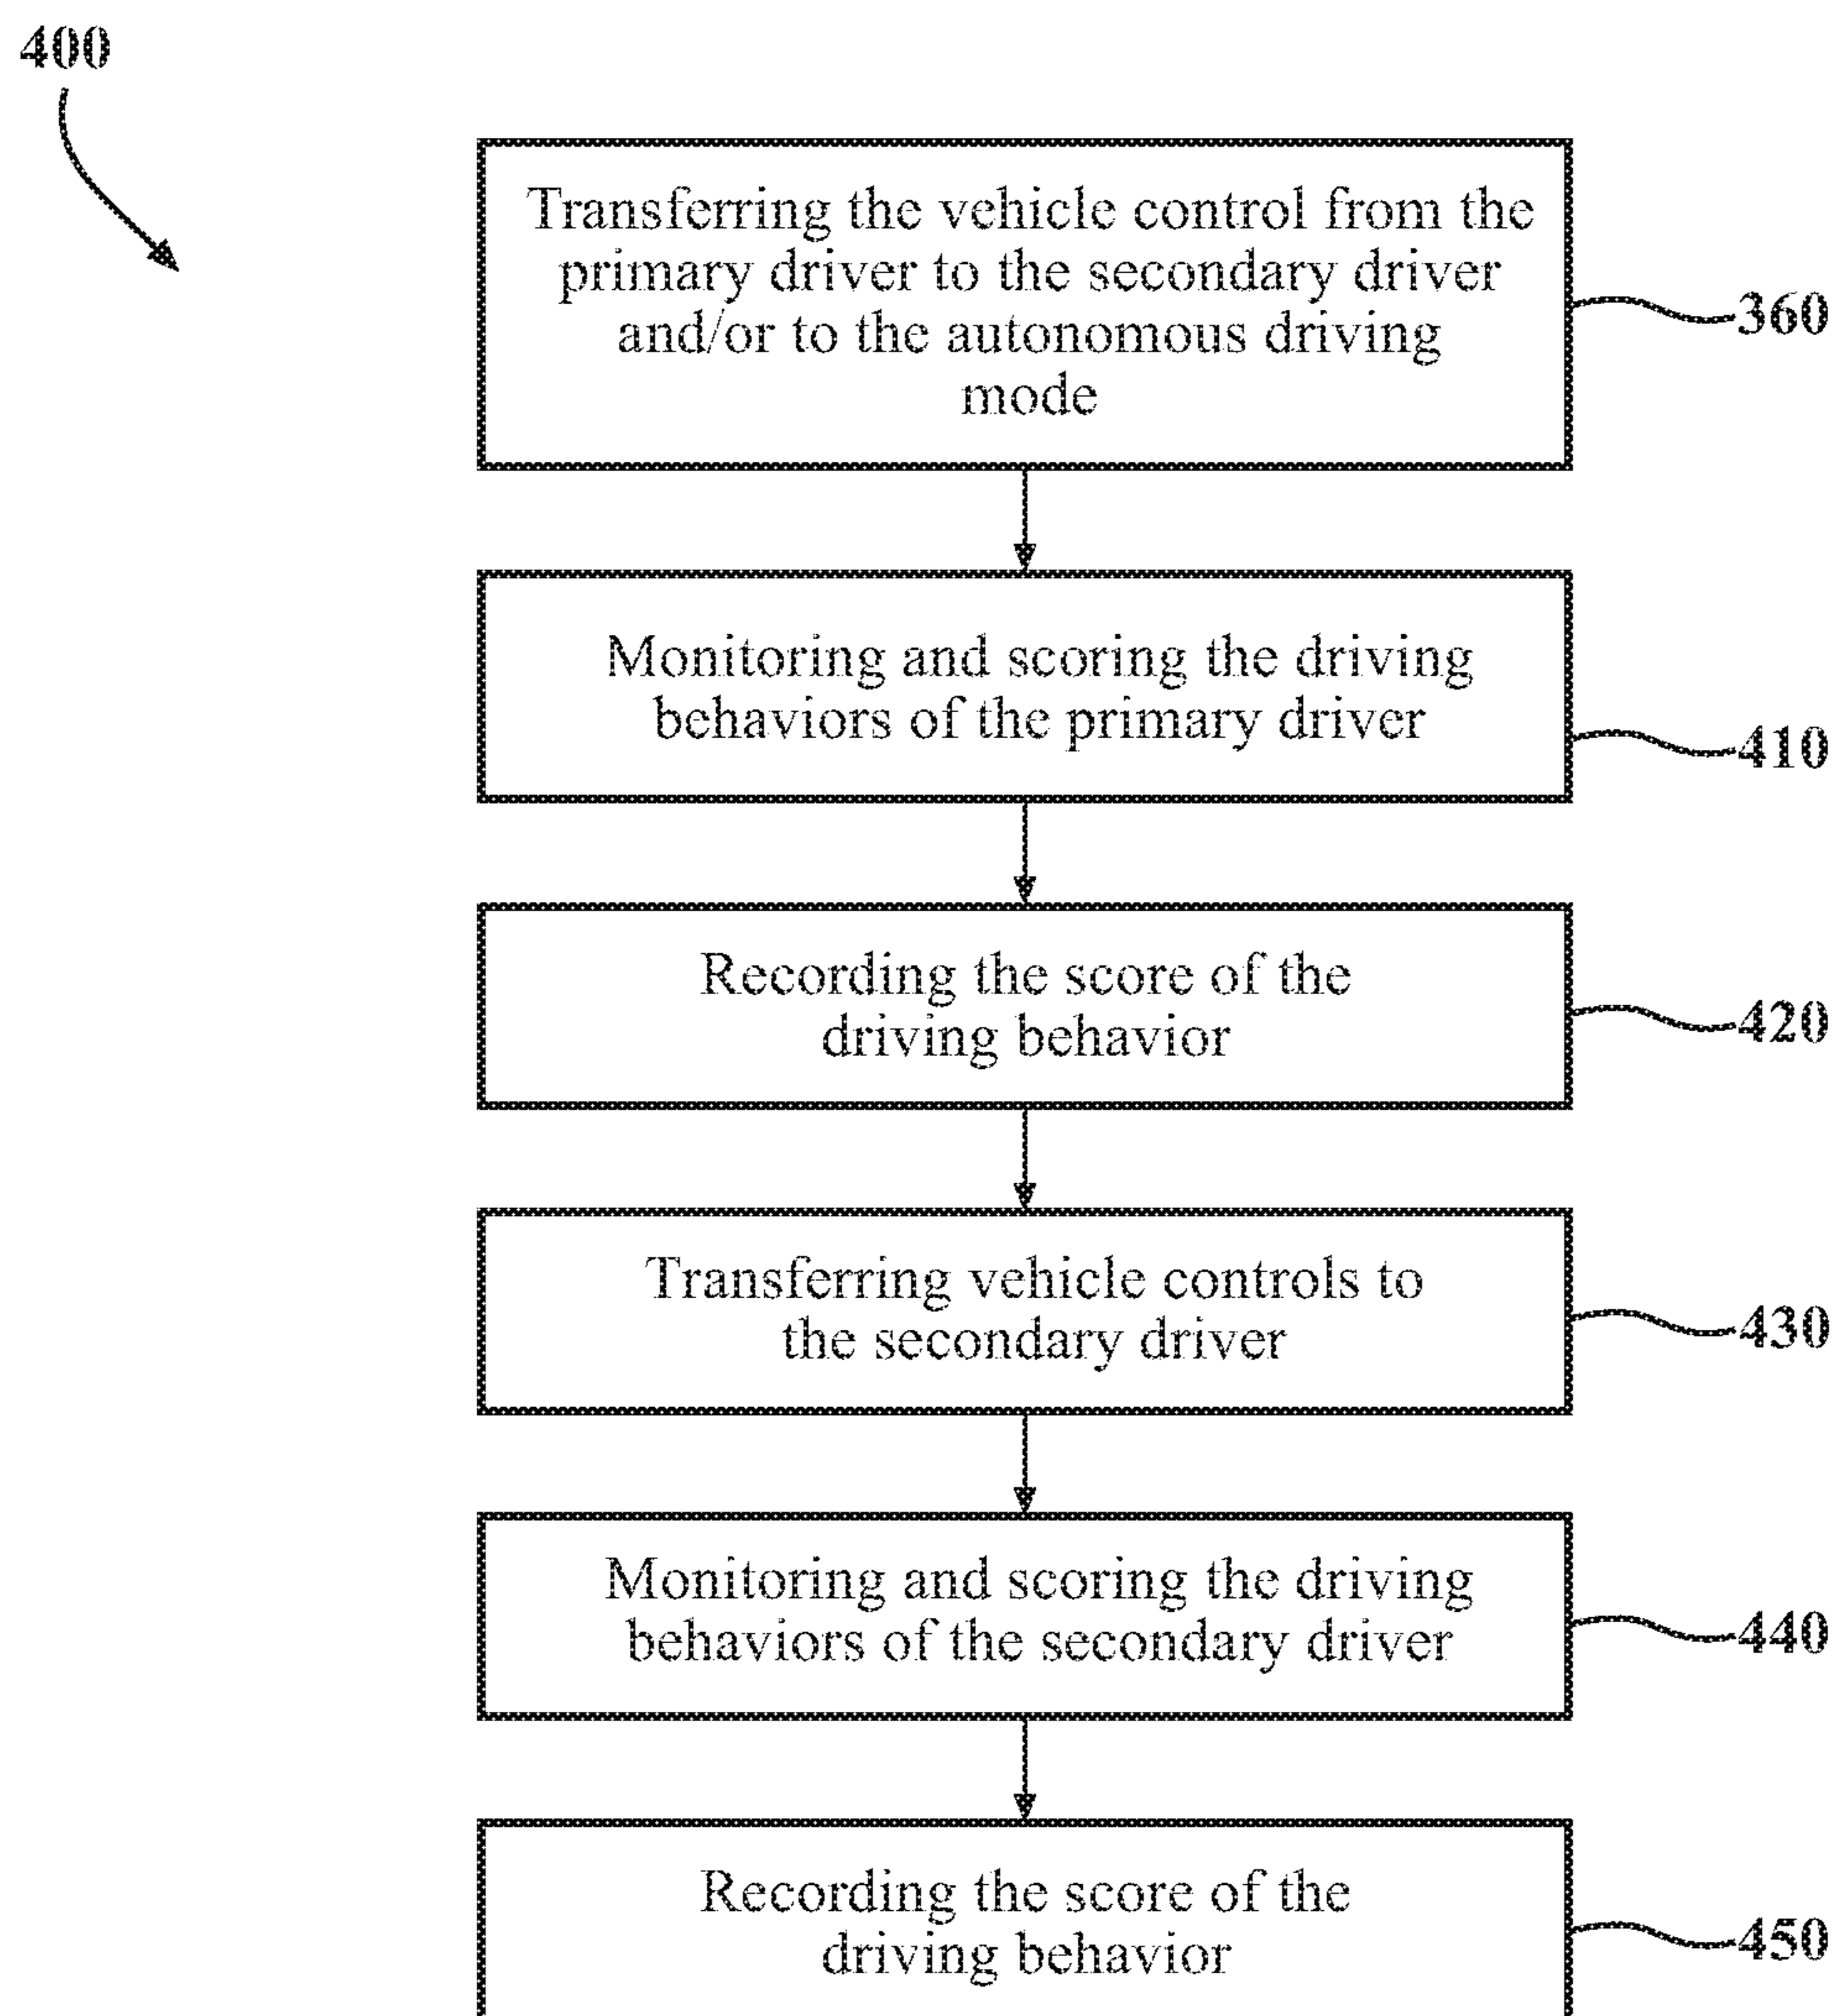 400
Transferring the vehicle control from the
primary driver to the secondary driver
and/or to the autonomous driving
mode
360
Monitoring and scoring the driving
behaviors of the primary driver
410
Recording the score of the
driving behavior
420
Transferring vehicle controls to
the secondary driver
430
Monitoring and scoring the driving
behaviors of the secondary driver
440
Recording the score of the
driving behavior
450